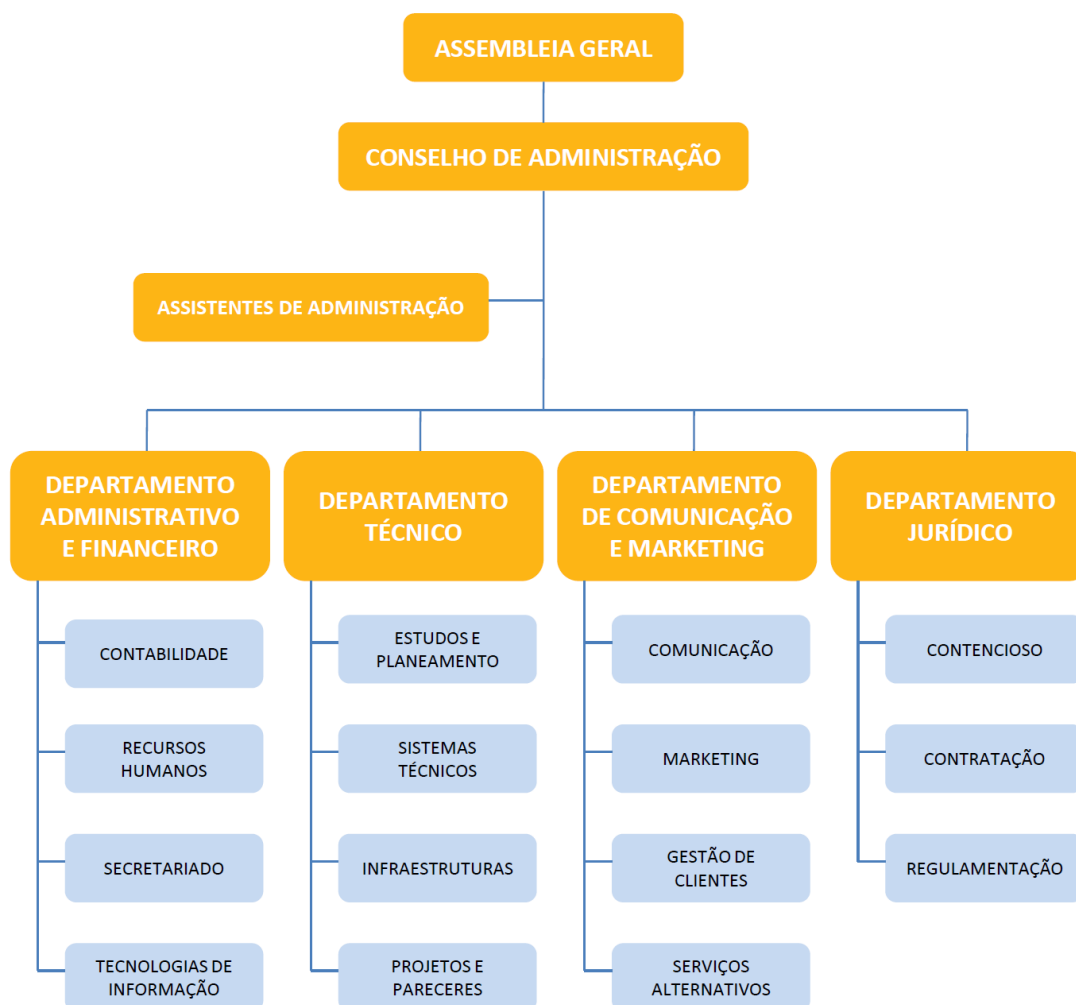 ASSEMBLEIA GERAL
CONSELHO DE ADMINISTRAÇÃO
ASSISTENTES DE ADMINISTRAÇÃO
DEPARTAMENTO
ADMINISTRATIVO
E FINANCEIRO
CONTABILIDADE
RECURSOS
HUMANOS
SECRETARIADO
TECNOLOGIAS DE
INFORMAÇÃO
DEPARTAMENTO
TÉCNICO
ESTUDOS E
PLANEAMENTO
SISTEMAS
TÉCNICOS
INFRAESTRUTURAS
PROJETOS E
PARECERES
DEPARTAMENTO
DE COMUNICAÇÃO
E MARKETING
COMUNICAÇÃO
MARKETING
GESTÃO DE
CLIENTES
SERVIÇOS
ALTERNATIVOS
DEPARTAMENTO
JURÍDICO
CONTENCIOSO
CONTRATAÇÃO
REGULAMENTAÇÃO